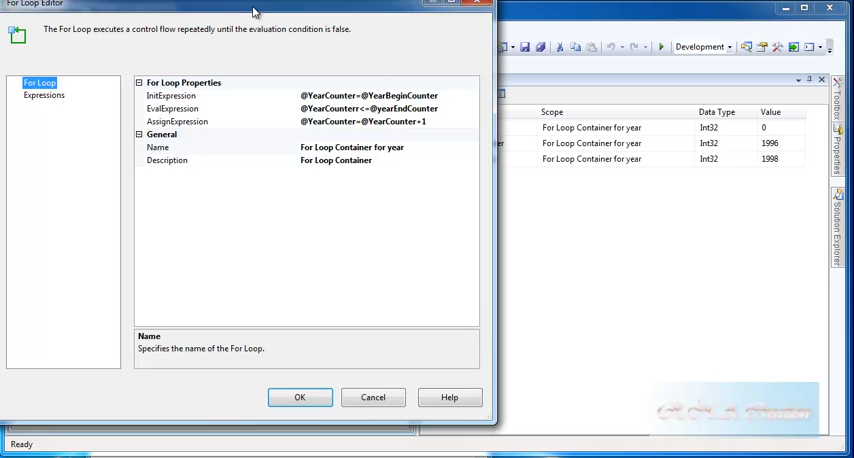 For Loop Editor
The For Loop executes a control flow repeatedly until the evaluation condition is false.
For Loop
Expressions
For Loop Properties
InitExpression @YearCounter=@YearBeginCounter
EvalExpression @YearCounterr<=@yearEndCounter
AssignExpression @YearCounter=@YearCounter+1
General
Name For Loop Container for year
Description For Loop Container
Name
Specifies the name of the For Loop.
OK Cancel Help
Development
Scope Data Type Value
For Loop Container for year Int32 0
For Loop Container for year Int32 1996
For Loop Container for year Int32 1998
Toolbox
Properties
Solution Explorer
Ready